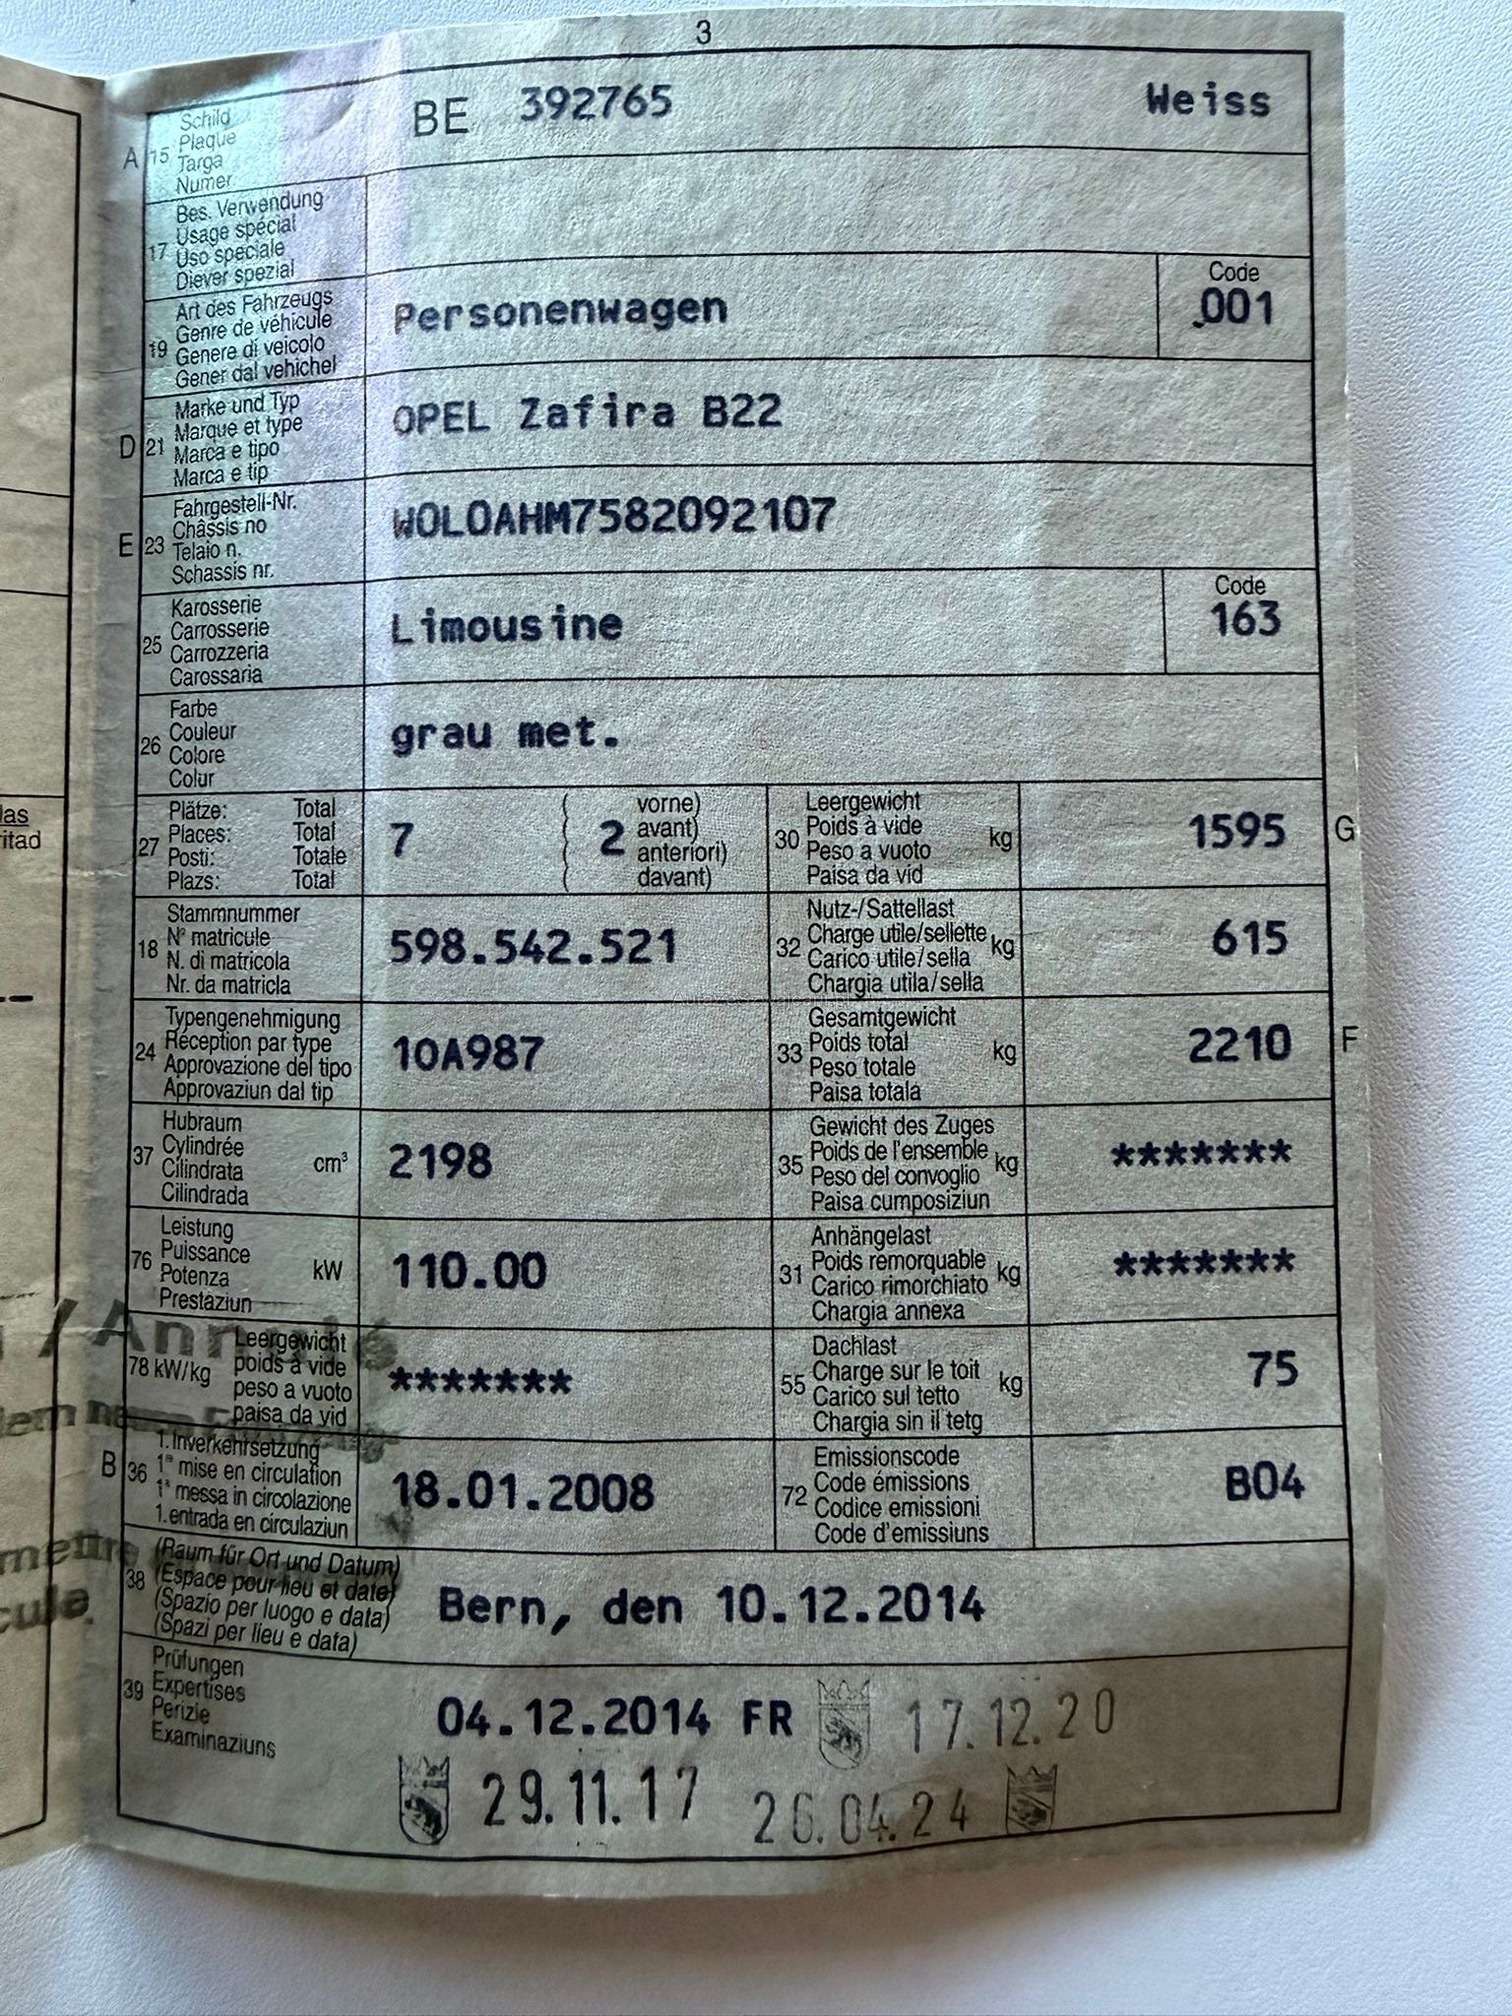 3
A 15 Schild BE 392765 Weiss
Plaque
Targa
Numer
17 Bes. Verwendung
Usage spécial
Uso speciale
Diever spezial
19 Art des Fahrzeugs Personenwagen Code 001
Genre de véhicule
Genere di veicolo
Gener dal vehichel
D 21 Marke und Typ OPEL Zafira B22
Marque et type
Marca e tipo
Marca e tip
E 23 Fahrgestell-Nr. WOLOAHM7582092107
Châssis no
Telaio n.
Schassis nr.
25 Karosserie Limousine Code 163
Carrosserie
Carrozzeria
Carossaria
26 Farbe grau met.
Couleur
Colore
Colur
27 Plätze: Total 7 ( 2 vorne)
Places: Total ( avant)
Posti: Totale ( anteriori)
Plazs: Total ( davant)
30 Leergewicht kg 1595 G
Poids à vide
Peso a vuoto
Paisa da vid
18 Stammnummer 598.542.521
N° matricule
N. di matricola
Nr. da matricla
32 Nutz-/Sattellast kg 615
Charge utile/sellette
Carico utile/sella
Chargia utila/sella
24 Typengenehmigung 10A987
Réception par type
Approvazione del tipo
Approvaziun dal tip
33 Gesamtgewicht kg 2210 F
Poids total
Peso totale
Paisa totala
37 Hubraum cm³ 2198
Cylindrée
Cilindrata
Cilindrada
35 Gewicht des Zuges kg *******
Poids de l'ensemble
Peso del convoglio
Paisa cumposiziun
76 Leistung kW 110.00
Puissance
Potenza
Prestaziun
31 Anhängelast kg *******
Poids remorquable
Carico rimorchiato
Chargia annexa
/ Annulé
78 kW/kg Leergewicht *******
poids à vide
peso a vuoto
paisa da vid
55 Dachlast kg 75
Charge sur le toit
Carico sul tetto
Chargia sin il tetg
B 36 1. Inverkehrsetzung 18.01.2008
1re mise en circulation
1a messa in circolazione
1. entrada en circulaziun
72 Emissionscode B04
Code émissions
Codice emissioni
Code d'emissiuns
38 (Raum für Ort und Datum) Bern, den 10.12.2014
(Espace pour lieu et date)
(Spazio per luogo e data)
(Spazi per lieu e data)
39 Prüfungen 04.12.2014 FR 17.12.20
Expertises
Perizie
Examinaziuns
29.11.17 26.04.24